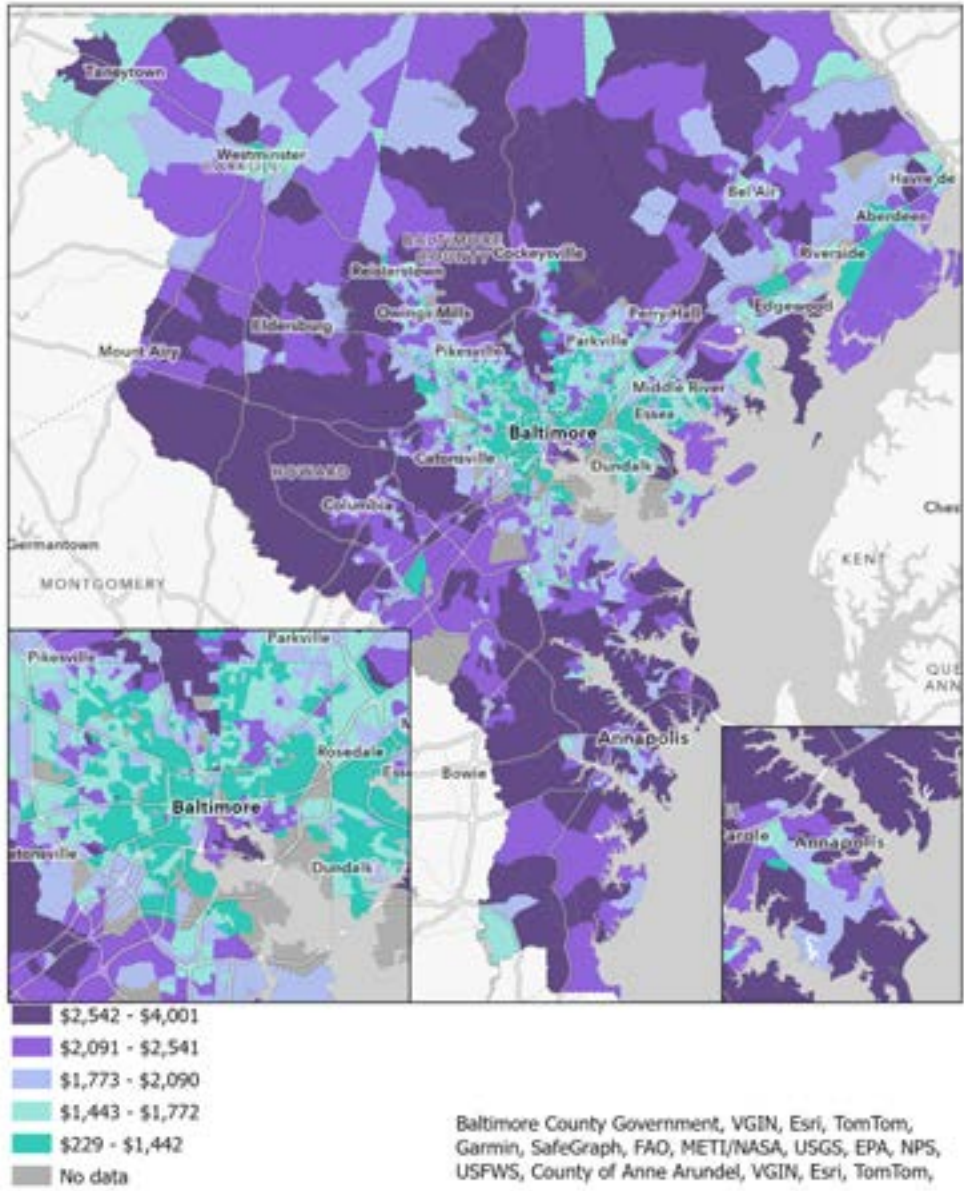 Taneytown
Westminster
Havre de
Bel Air
Aberdeen
BALTIMORE
COUNTY
Cockeysville
Riverside
Reisterstown
Edgewood
Owings Mills
Perry Hall
Eldersburg
Mount Airy
Pikesville
Parkville
Middle River
Essex
Baltimore
Catonsville
Dundalk
HOWARD
Columbia
Ches
Germantown
KENT
MONTGOMERY
QUE
ANN
Annapolis
Bowie
Parkville
Pikesville
Rosedale
Baltimore
atonsville
Dundalk
arole
Annapolis
$2,542 - $4,001
$2,091 - $2,541
$1,773 - $2,090
$1,443 - $1,772
$229 - $1,442
No data
Baltimore County Government, VGIN, Esri, TomTom,
Garmin, SafeGraph, FAO, METI/NASA, USGS, EPA, NPS,
USFWS, County of Anne Arundel, VGIN, Esri, TomTom,